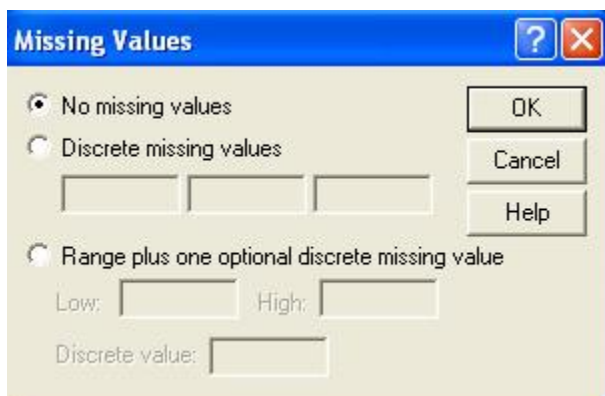 Missing Values
No missing values
OK
Discrete missing values
Cancel
Help
Range plus one optional discrete missing value
Low: High:
Discrete value: